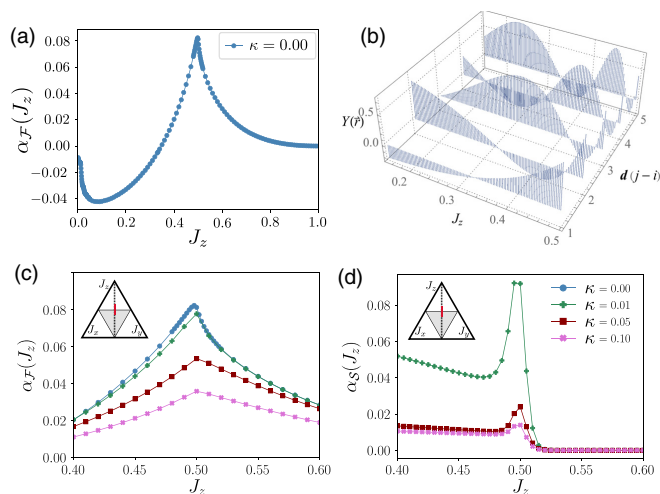 (a)
κ = 0.00
α_F(J_z)
0.08
0.06
0.04
0.02
0.00
−0.02
−0.04
0.0 0.2 0.4 0.6 0.8 1.0
J_z
(b)
Y(r̂)
0.5
0.0
0.2 0.3 0.4 0.5
J_z
1 2 3 4 5
d (j − i)
(c)
J_z
J_x J_y
α_F(J_z)
0.08
0.06
0.04
0.02
0.00
0.40 0.45 0.50 0.55 0.60
J_z
(d)
J_z
J_x J_y
κ = 0.00
κ = 0.01
κ = 0.05
κ = 0.10
α_S(J_z)
0.08
0.06
0.04
0.02
0.00
0.40 0.45 0.50 0.55 0.60
J_z